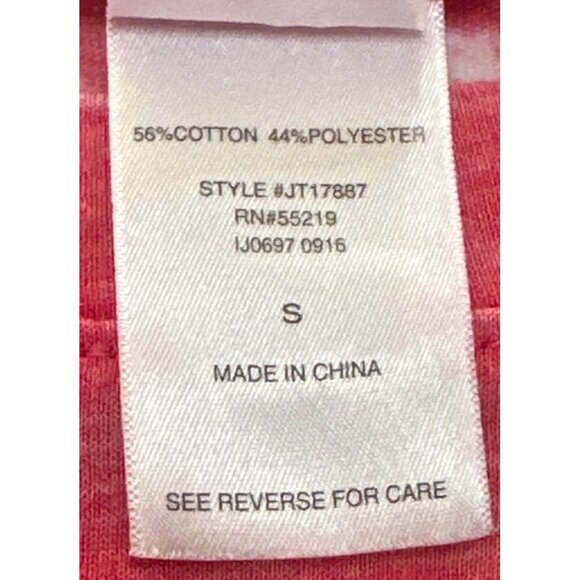 56%COTTON 44%POLYESTER
STYLE #JT17887
RN#55219
IJ0697 0916
S
MADE IN CHINA
SEE REVERSE FOR CARE